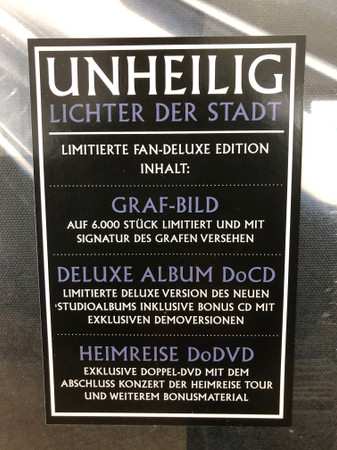 UNHEILIG
LICHTER DER STADT
LIMITIERTE FAN-DELUXE EDITION
INHALT:
GRAF-BILD
AUF 6.000 STÜCK LIMITIERT UND MIT
SIGNATUR DES GRAFEN VERSEHEN
DELUXE ALBUM DoCD
LIMITIERTE DELUXE VERSION DES NEUEN
STUDIOALBUMS INKLUSIVE BONUS CD MIT
EXKLUSIVEN DEMOVERSIONEN
HEIMREISE DoDVD
EXKLUSIVE DOPPEL-DVD MIT DEM
ABSCHLUSS KONZERT DER HEIMREISE TOUR
UND WEITEREM BONUSMATERIAL